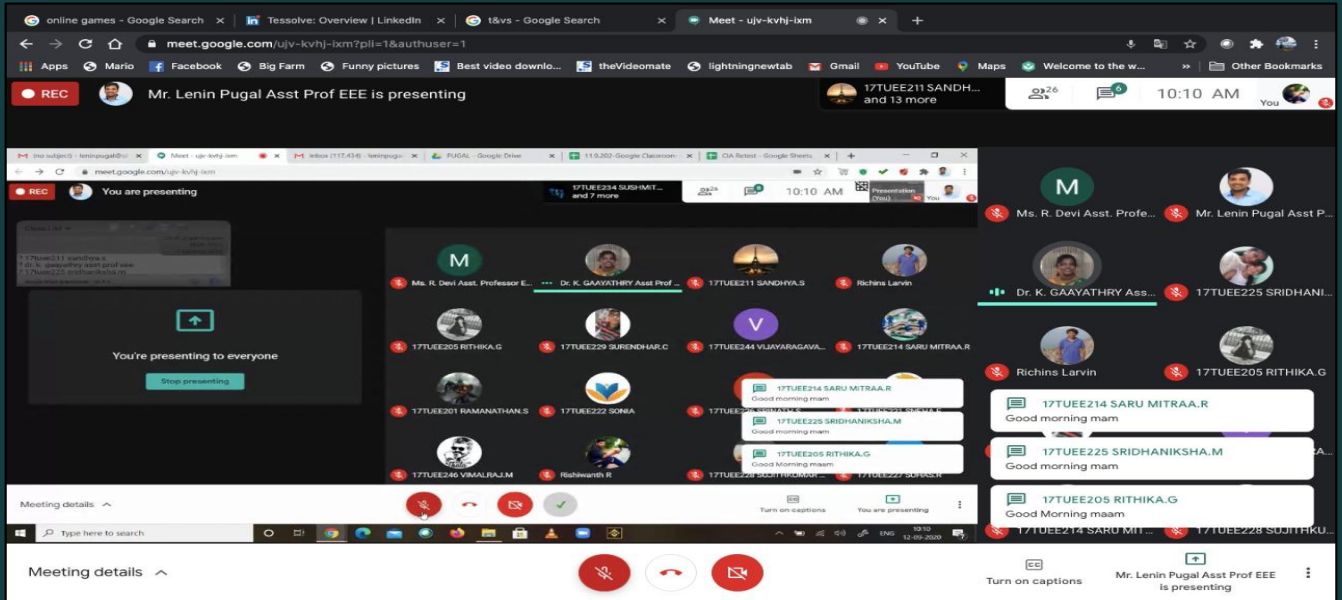 online games - Google Search
Tessolve: Overview | LinkedIn
t&vs - Google Search
Meet - ujv-kvhj-ixm
meet.google.com/ujv-kvhj-ixm?pli=1&authuser=1
Apps Mario Facebook Big Farm Funny pictures Best video downlo... theVideomate lightningnewtab Gmail YouTube Maps Welcome to the w... » Other Bookmarks
REC Mr. Lenin Pugal Asst Prof EEE is presenting
17TUEE211 SANDH...
and 13 more
26
6
10:10 AM
You
Meet - ujv-kvhj-ixm
PUGAL - Google Drive
CIA Retest - Google Sheets
meet.google.com/ujv-kvhj-ixm
REC You are presenting
17TUEE234 SUSHMIT...
and 7 more
10:10 AM
Presentation
(You)
You
You're presenting to everyone
Stop presenting
M
Ms. R. Devi Asst. Professor E...
Dr. K. GAAYATHRY Asst Prof ...
17TUEE211 SANDHYA.S
Richins Larvin
17TUEE205 RITHIKA.G
17TUEE229 SURENDHAR.C
V
17TUEE244 VIJAYARAGAVA...
17TUEE214 SARU MITRAA.R
17TUEE201 RAMANATHAN.S
17TUEE222 SONIA
17TUEE246 VIMALRAJ.M
Rishiwanth R
17TUEE214 SARU MITRAA.R
Good morning mam
17TUEE225 SRIDHANIKSHA.M
Good morning mam
17TUEE205 RITHIKA.G
Good Morning maam
Meeting details
Turn on captions
You are presenting
Type here to search
ENG
10:10
12-09-2020
M
Ms. R. Devi Asst. Profe...
Mr. Lenin Pugal Asst P...
Dr. K. GAAYATHRY Ass...
17TUEE225 SRIDHANI...
Richins Larvin
17TUEE205 RITHIKA.G
17TUEE214 SARU MITRAA.R
Good morning mam
17TUEE225 SRIDHANIKSHA.M
Good morning mam
17TUEE205 RITHIKA.G
Good Morning maam
17TUEE214 SARU MIT...
17TUEE228 SUJITHKU...
Meeting details
Turn on captions
Mr. Lenin Pugal Asst Prof EEE
is presenting